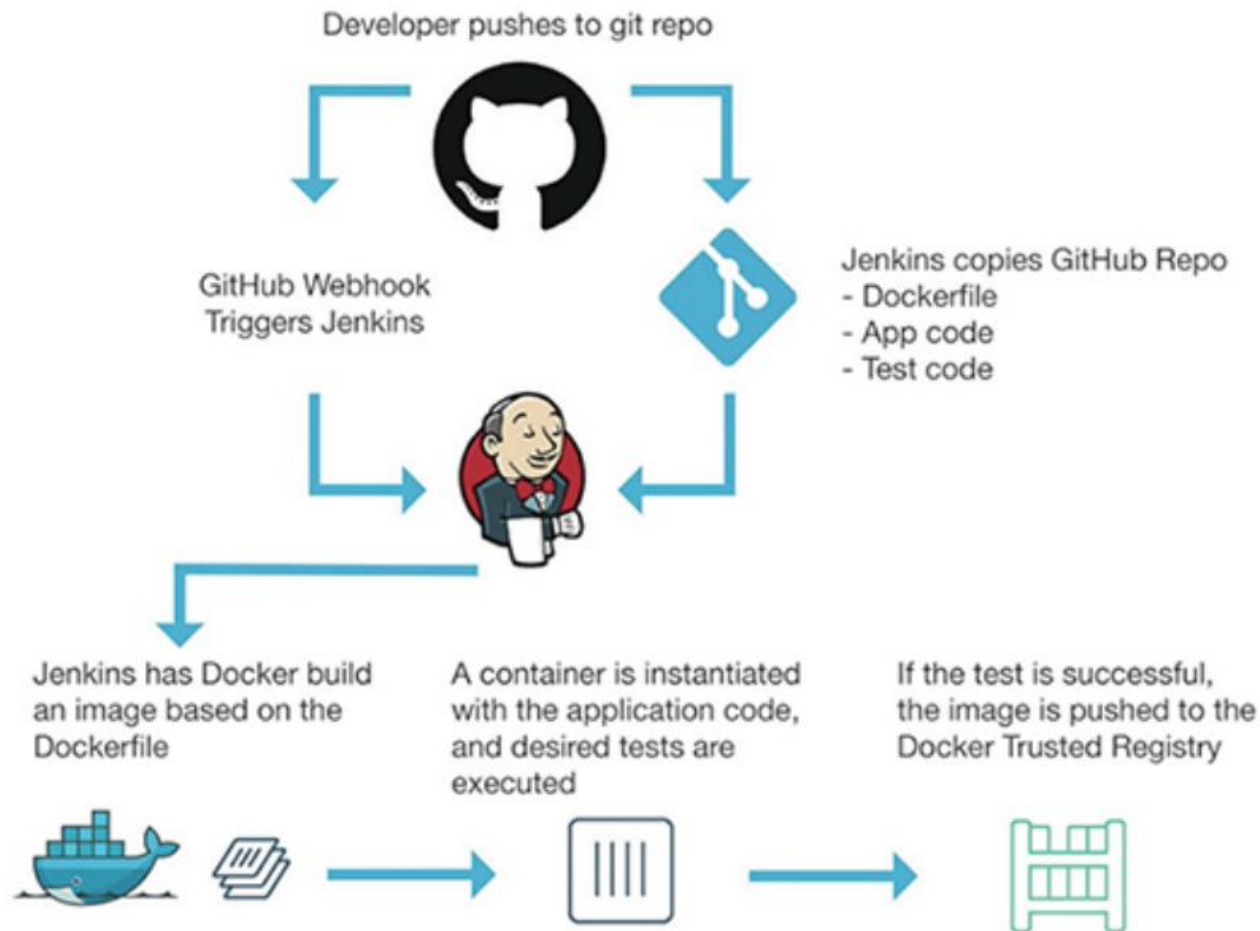 Developer pushes to git repo
GitHub Webhook
Triggers Jenkins
Jenkins copies GitHub Repo
- Dockerfile
- App code
- Test code
Jenkins has Docker build
an image based on the
Dockerfile
A container is instantiated
with the application code,
and desired tests are
executed
If the test is successful,
the image is pushed to the
Docker Trusted Registry